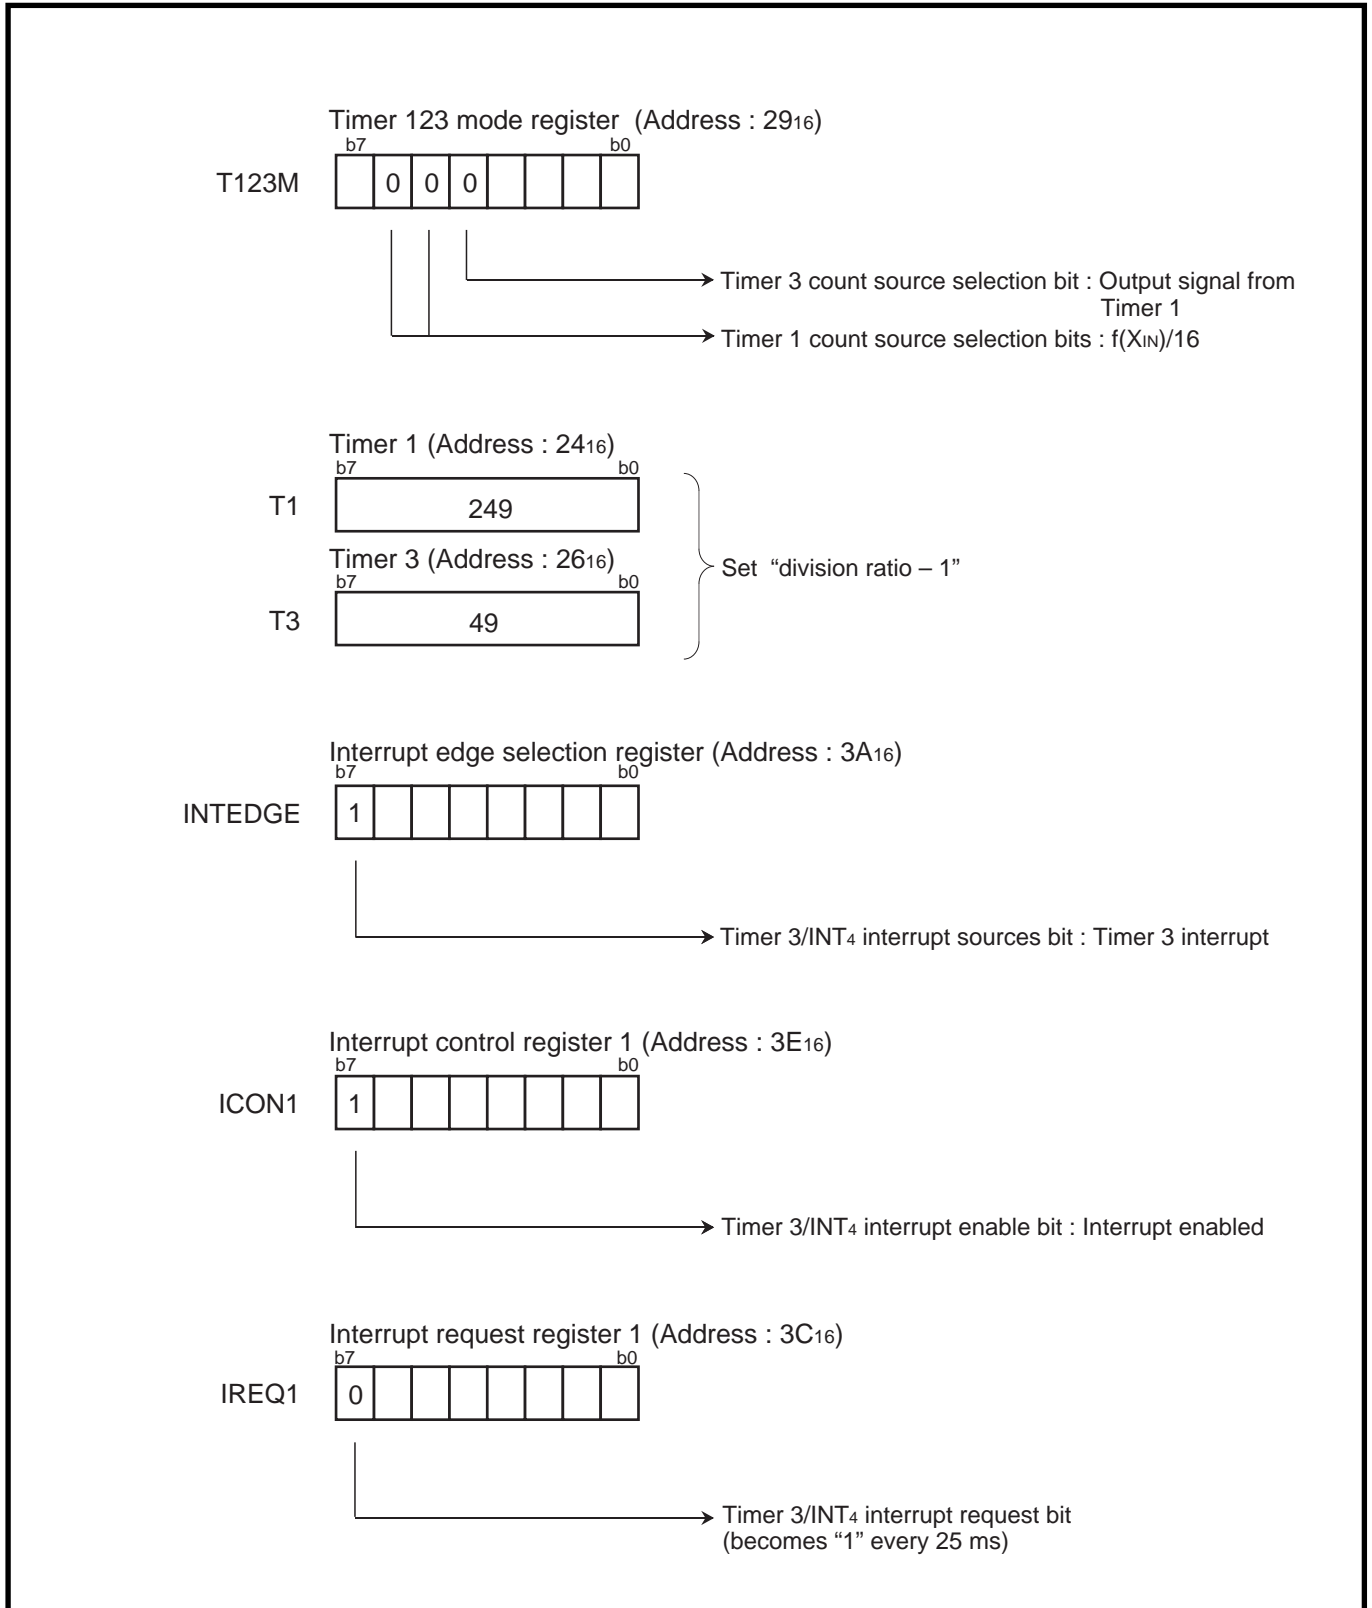 Timer 123 mode register (Address : 2916)
b7 b0
T123M 0 0 0
Timer 3 count source selection bit : Output signal from
Timer 1
Timer 1 count source selection bits : f(XIN)/16
Timer 1 (Address : 2416)
b7 b0
T1 249
Timer 3 (Address : 2616)
b7 b0
Set “division ratio – 1”
T3 49
Interrupt edge selection register (Address : 3A16)
b7 b0
INTEDGE 1
Timer 3/INT4 interrupt sources bit : Timer 3 interrupt
Interrupt control register 1 (Address : 3E16)
b7 b0
ICON1 1
Timer 3/INT4 interrupt enable bit : Interrupt enabled
Interrupt request register 1 (Address : 3C16)
b7 b0
IREQ1 0
Timer 3/INT4 interrupt request bit
(becomes “1” every 25 ms)